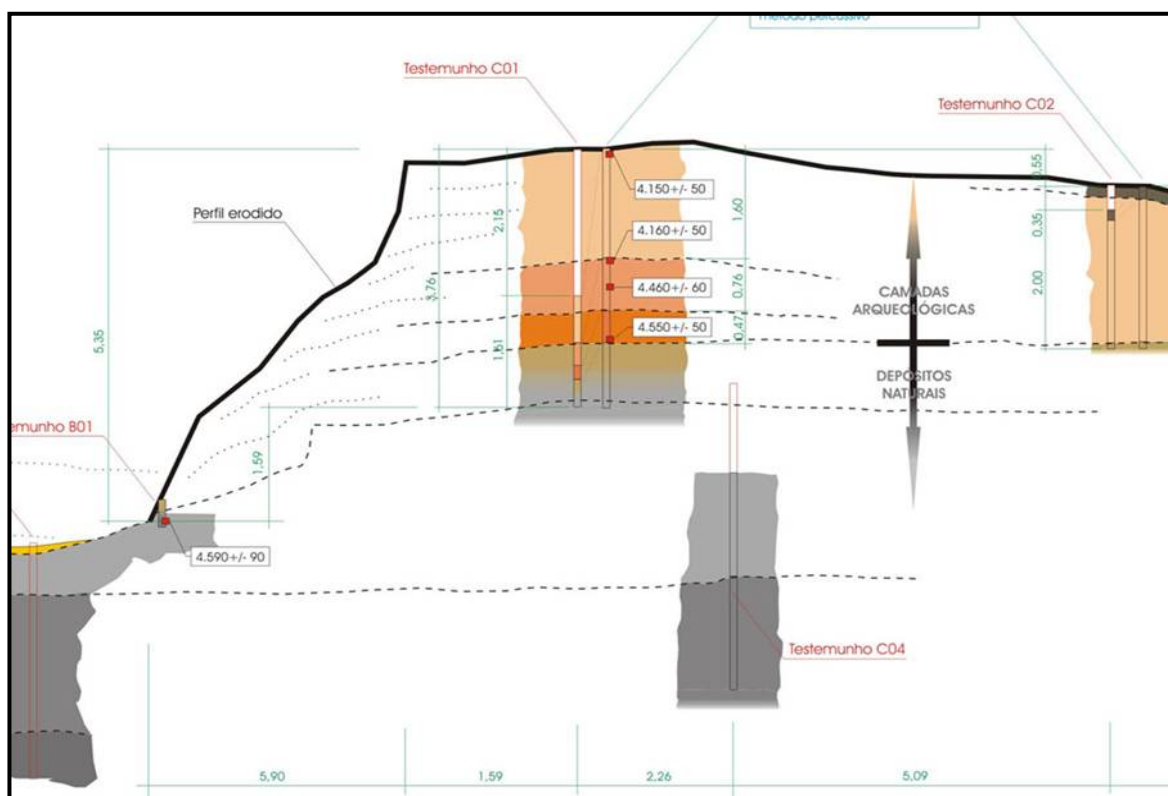 método percussivo
Testemunho C01
Testemunho C02
4.150+/- 50
0,55
Perfil erodido
2,15
1,60
0,35
4.160+/- 50
3,76
4.460+/- 60
0,76
CAMADAS
ARQUEOLÓGICAS
2,00
5,35
4.550+/- 50
0,47
1,51
DEPÓSITOS
NATURAIS
emunho B01
1,59
4.590+/- 90
Testemunho C04
5,90
1,59
2,26
5,09